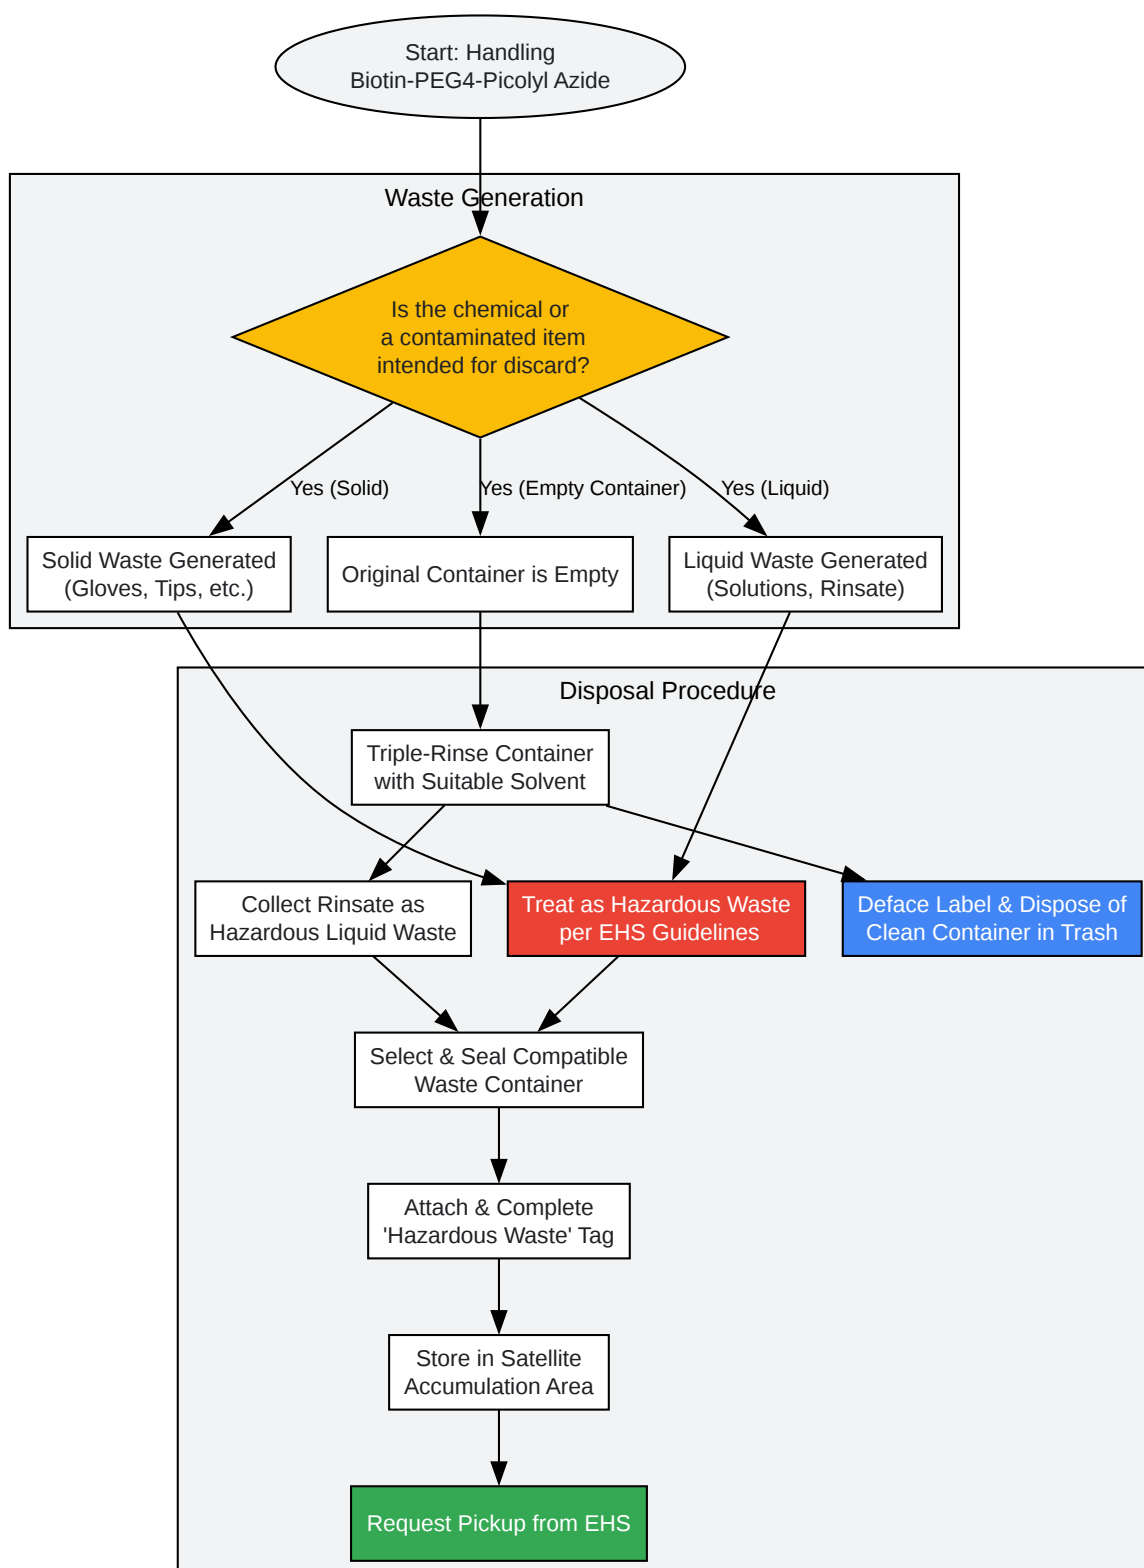 Start: Handling
Biotin-PEG4-Picolyl Azide
Waste Generation
Is the chemical or
a contaminated item
intended for discard?
Yes (Solid)
Yes (Empty Container)
Yes (Liquid)
Solid Waste Generated
(Gloves, Tips, etc.)
Original Container is Empty
Liquid Waste Generated
(Solutions, Rinsate)
Disposal Procedure
Triple-Rinse Container
with Suitable Solvent
Collect Rinsate as
Hazardous Liquid Waste
Treat as Hazardous Waste
per EHS Guidelines
Deface Label & Dispose of
Clean Container in Trash
Select & Seal Compatible
Waste Container
Attach & Complete
'Hazardous Waste' Tag
Store in Satellite
Accumulation Area
Request Pickup from EHS